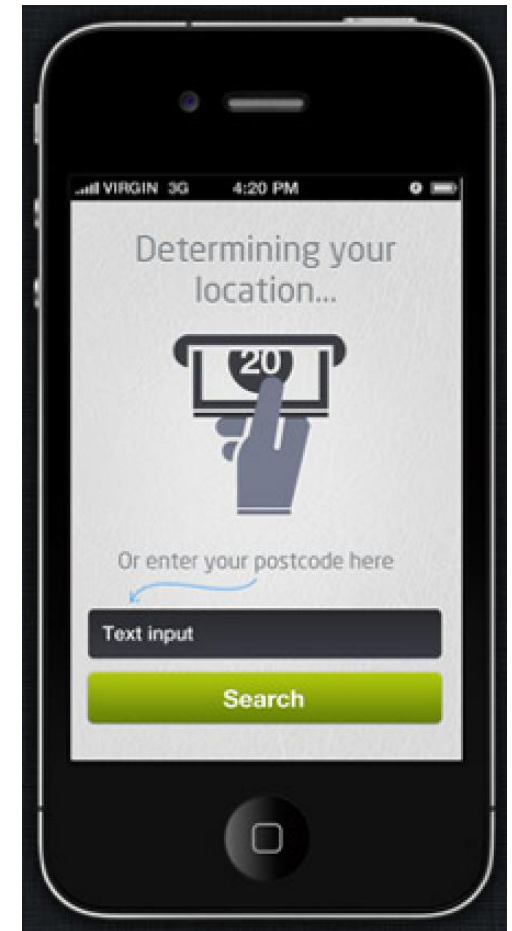 VIRGIN 3G 4:20 PM
Determining your
location...
20
Or enter your postcode here
Text input
Search